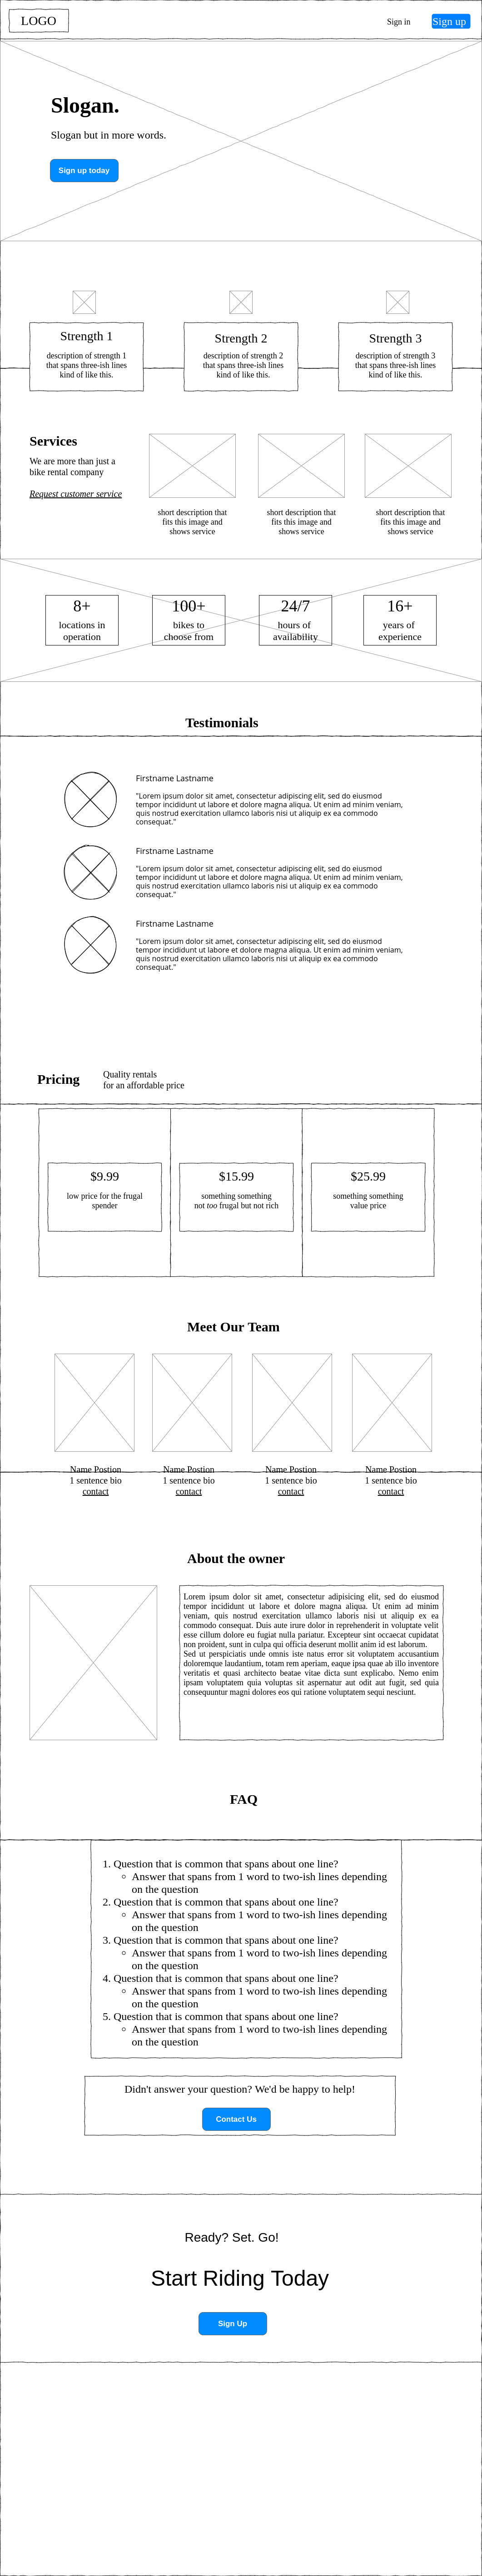 LOGO
Sign in
Sign up
Slogan.
Slogan but in more words.
Sign up today
Strength 1
description of strength 1
that spans three-ish lines
kind of like this.
Strength 2
description of strength 2
that spans three-ish lines
kind of like this.
Strength 3
description of strength 3
that spans three-ish lines
kind of like this.
Services
We are more than just a
bike rental company
Request customer service
short description that
fits this image and
shows service
short description that
fits this image and
shows service
short description that
fits this image and
shows service
8+
locations in
operation
100+
bikes to
choose from
24/7
hours of
availability
16+
years of
experience
Testimonials
Firstname Lastname
"Lorem ipsum dolor sit amet, consectetur adipiscing elit, sed do eiusmod
tempor incididunt ut labore et dolore magna aliqua. Ut enim ad minim veniam,
quis nostrud exercitation ullamco laboris nisi ut aliquip ex ea commodo
consequat."
Firstname Lastname
"Lorem ipsum dolor sit amet, consectetur adipiscing elit, sed do eiusmod
tempor incididunt ut labore et dolore magna aliqua. Ut enim ad minim veniam,
quis nostrud exercitation ullamco laboris nisi ut aliquip ex ea commodo
consequat."
Firstname Lastname
"Lorem ipsum dolor sit amet, consectetur adipiscing elit, sed do eiusmod
tempor incididunt ut labore et dolore magna aliqua. Ut enim ad minim veniam,
quis nostrud exercitation ullamco laboris nisi ut aliquip ex ea commodo
consequat."
Pricing
Quality rentals
for an affordable price
$9.99
low price for the frugal
spender
$15.99
something something
not too frugal but not rich
$25.99
something something
value price
Meet Our Team
Name Postion
1 sentence bio
contact
Name Postion
1 sentence bio
contact
Name Postion
1 sentence bio
contact
Name Postion
1 sentence bio
contact
About the owner
Lorem ipsum dolor sit amet, consectetur adipisicing elit, sed do eiusmod
tempor incididunt ut labore et dolore magna aliqua. Ut enim ad minim
veniam, quis nostrud exercitation ullamco laboris nisi ut aliquip ex ea
commodo consequat. Duis aute irure dolor in reprehenderit in voluptate velit
esse cillum dolore eu fugiat nulla pariatur. Excepteur sint occaecat cupidatat
non proident, sunt in culpa qui officia deserunt mollit anim id est laborum.
Sed ut perspiciatis unde omnis iste natus error sit voluptatem accusantium
doloremque laudantium, totam rem aperiam, eaque ipsa quae ab illo inventore
veritatis et quasi architecto beatae vitae dicta sunt explicabo. Nemo enim
ipsam voluptatem quia voluptas sit aspernatur aut odit aut fugit, sed quia
consequuntur magni dolores eos qui ratione voluptatem sequi nesciunt.
FAQ
1. Question that is common that spans about one line?
Answer that spans from 1 word to two-ish lines depending
on the question
2. Question that is common that spans about one line?
Answer that spans from 1 word to two-ish lines depending
on the question
3. Question that is common that spans about one line?
Answer that spans from 1 word to two-ish lines depending
on the question
4. Question that is common that spans about one line?
Answer that spans from 1 word to two-ish lines depending
on the question
5. Question that is common that spans about one line?
Answer that spans from 1 word to two-ish lines depending
on the question
Didn't answer your question? We'd be happy to help!
Contact Us
Ready? Set. Go!
Start Riding Today
Sign Up